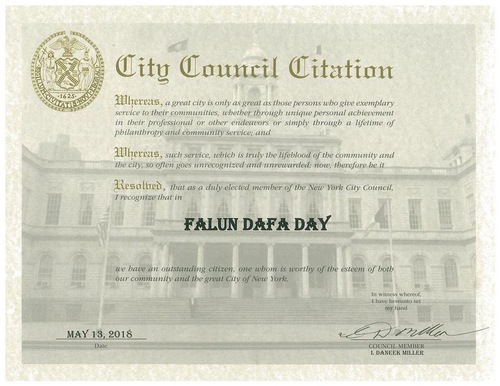 City Council Citation
Whereas, a great city is only as great as those persons who give exemplary
service to their communities, whether through unique personal achievement
in their professional or other endeavors or simply through a lifetime of
philanthropy and community service; and
Whereas, such service, which is truly the lifeblood of the community and
the city, so often goes unrecognized and unrewarded; now, therefore be it
Resolved, that as a duly elected member of the New York City Council,
I recognize that in
FALUN DAFA DAY
we have an outstanding citizen, one whom is worthy of the esteem of both
our community and the great City of New York.
In witness whereof,
I have hereunto set
my hand
MAY 13, 2018
Date
COUNCIL MEMBER
I. DANEEK MILLER
1625